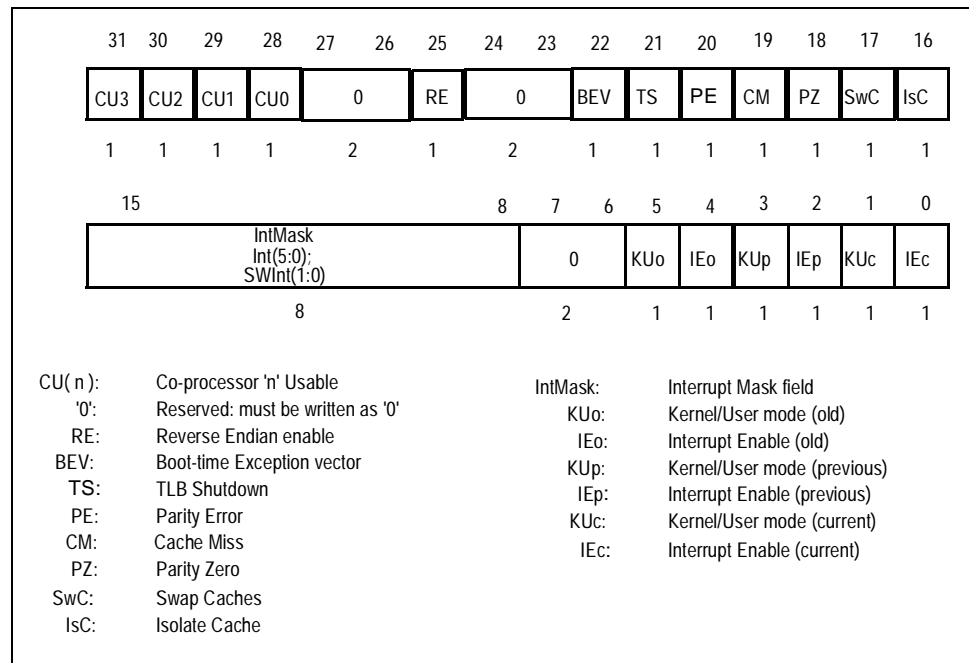 31 30 29 28 27 26 25 24 23 22 21 20 19 18 17 16
CU3 CU2 CU1 CU0 0 RE 0 BEV TS PE CM PZ SwC IsC
1 1 1 1 2 1 2 1 1 1 1 1 1 1
15 8 7 6 5 4 3 2 1 0
IntMask
Int(5:0);
SWInt(1:0)
0 KUo IEo KUp IEp KUc IEc
8 2 1 1 1 1 1 1
CU(n): Co-processor 'n' Usable
'0': Reserved: must be written as '0'
RE: Reverse Endian enable
BEV: Boot-time Exception vector
TS: TLB Shutdown
PE: Parity Error
CM: Cache Miss
PZ: Parity Zero
SwC: Swap Caches
IsC: Isolate Cache
IntMask: Interrupt Mask field
KUo: Kernel/User mode (old)
IEo: Interrupt Enable (old)
KUp: Kernel/User mode (previous)
IEp: Interrupt Enable (previous)
KUc: Kernel/User mode (current)
IEc: Interrupt Enable (current)